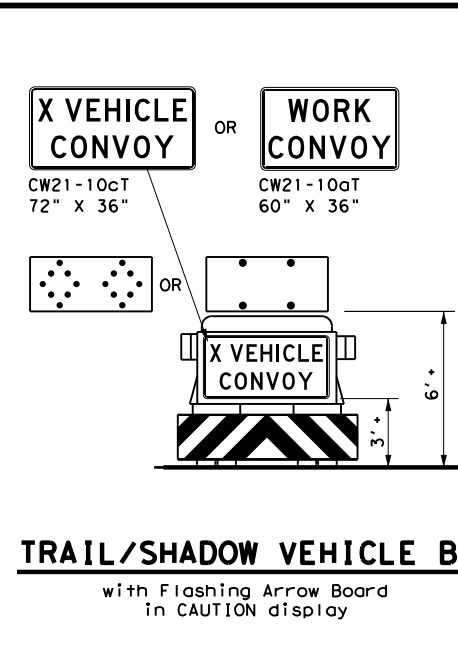 X VEHICLE
CONVOY
OR
WORK
CONVOY
CW21-10cT
72" X 36"
CW21-10aT
60" X 36"
OR
X VEHICLE
CONVOY
6' +
3' +
TRAIL/SHADOW VEHICLE B
with Flashing Arrow Board
in CAUTION display